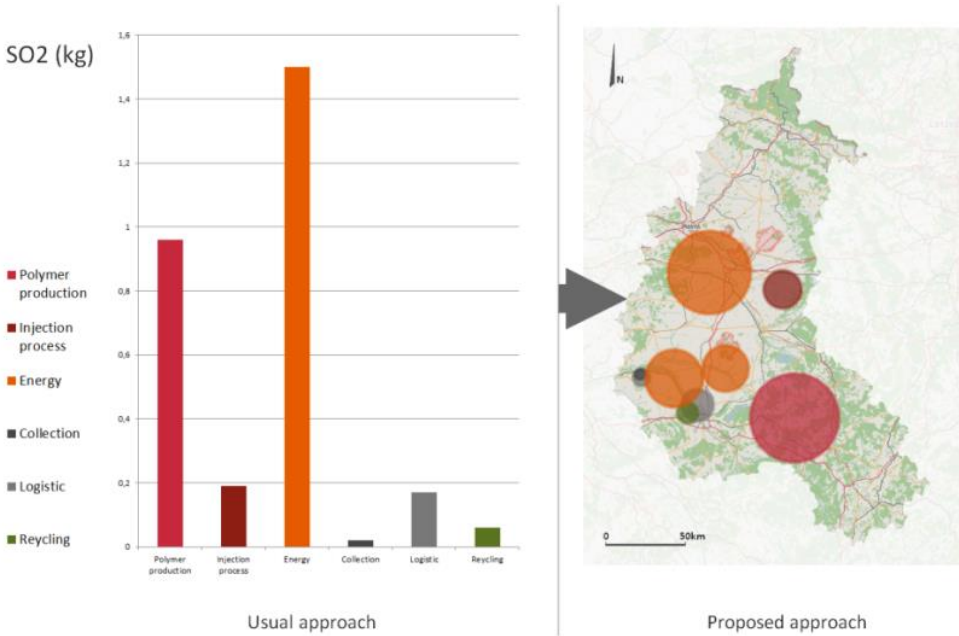 SO2 (kg)
1,6
1,4
1,2
1
0,8
0,6
0,4
0,2
0
Polymer
production
Injection
process
Energy
Collection
Logistic
Reycling
Polymer
production
Injection
process
Energy
Collection
Logistic
Reycling
Usual approach
N
0
50km
Proposed approach